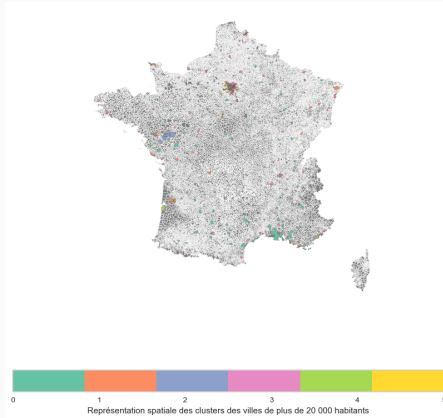 0 1 2 3 4
Représentation spatiale des clusters des villes de plus de 20 000 habitants